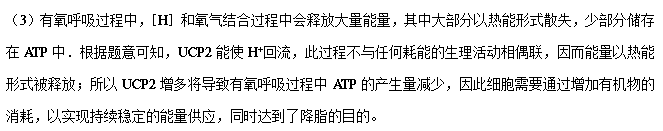 （3）有氧呼吸过程中，[H] 和氧气结合过程中会释放大量能量，其中大部分以热能形式散失，少部分储存
在 ATP 中．根据题意可知，UCP2 能使 H⁺回流，此过程不与任何耗能的生理活动相偶联，因而能量以热能
形式被释放；所以 UCP2 增多将导致有氧呼吸过程中 ATP 的产生量减少，因此细胞需要通过增加有机物的
消耗，以实现持续稳定的能量供应，同时达到了降脂的目的。